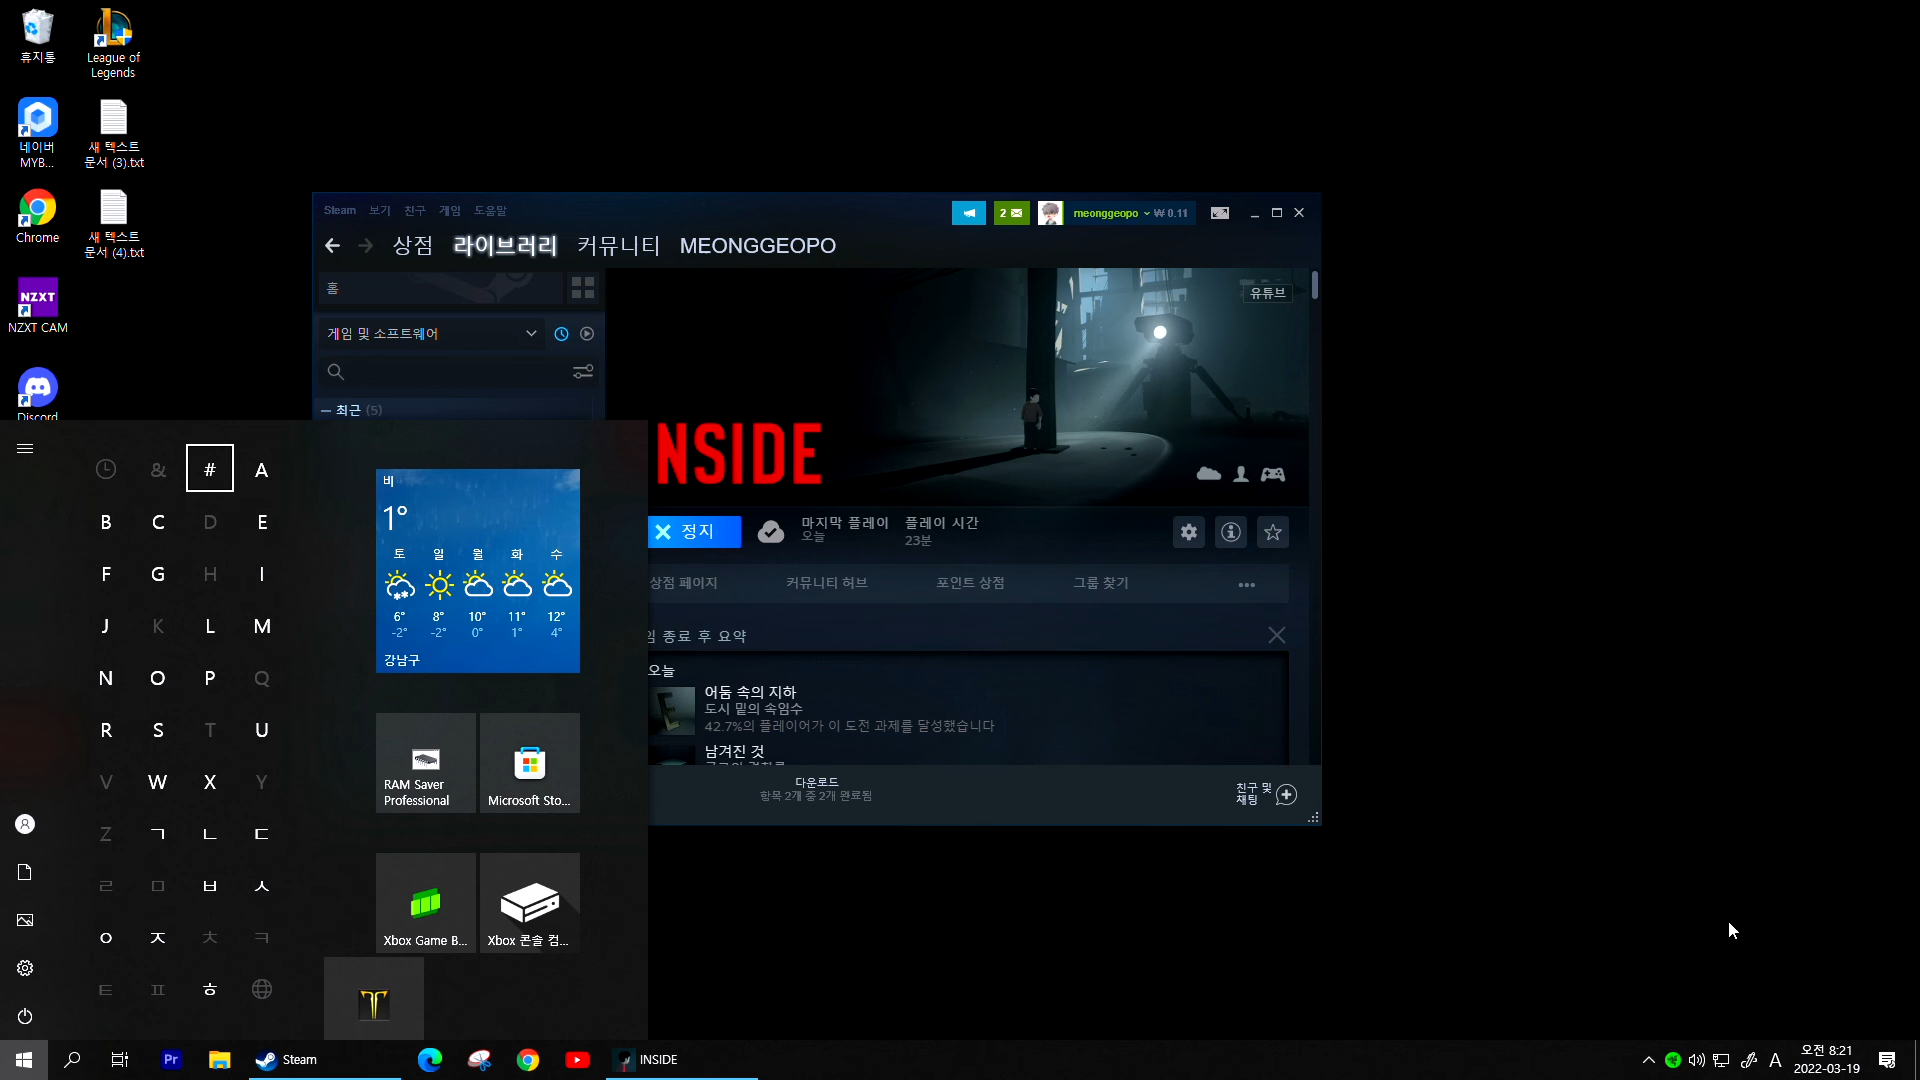 휴지통
League of
Legends
네이버
MYB...
새 텍스트
문서 (3).txt
Chrome
새 텍스트
문서 (4).txt
NZXT
NZXT CAM
Discord
Steam 보기 친구 게임 도움말
2
meonggeopo ₩ 0.11
상점 라이브러리 커뮤니티 MEONGGEOPO
홈
게임 및 소프트웨어
최근 (5)
유튜브
NSIDE
정지
마지막 플레이
오늘
플레이 시간
23분
상점 페이지 커뮤니티 허브 포인트 상점 그룹 찾기
임 종료 후 요약
오늘
어둠 속의 지하
도시 밑의 속임수
42.7%의 플레이어가 이 도전 과제를 달성했습니다
남겨진 것
다운로드
항목 2개 중 2개 완료됨
친구 및
채팅
& # A
B C D E
F G H I
J K L M
N O P Q
R S T U
V W X Y
Z ㄱ ㄴ ㄷ
ㄹ ㅁ ㅂ ㅅ
ㅇ ㅈ ㅊ ㅋ
ㅌ ㅍ ㅎ
비
1°
토 일 월 화 수
6° 8° 10° 11° 12°
-2° -2° 0° 1° 4°
강남구
RAM Saver
Professional
Microsoft Sto...
Xbox Game B...
Xbox 콘솔 컴...
Pr
Steam
INSIDE
A
오전 8:21
2022-03-19